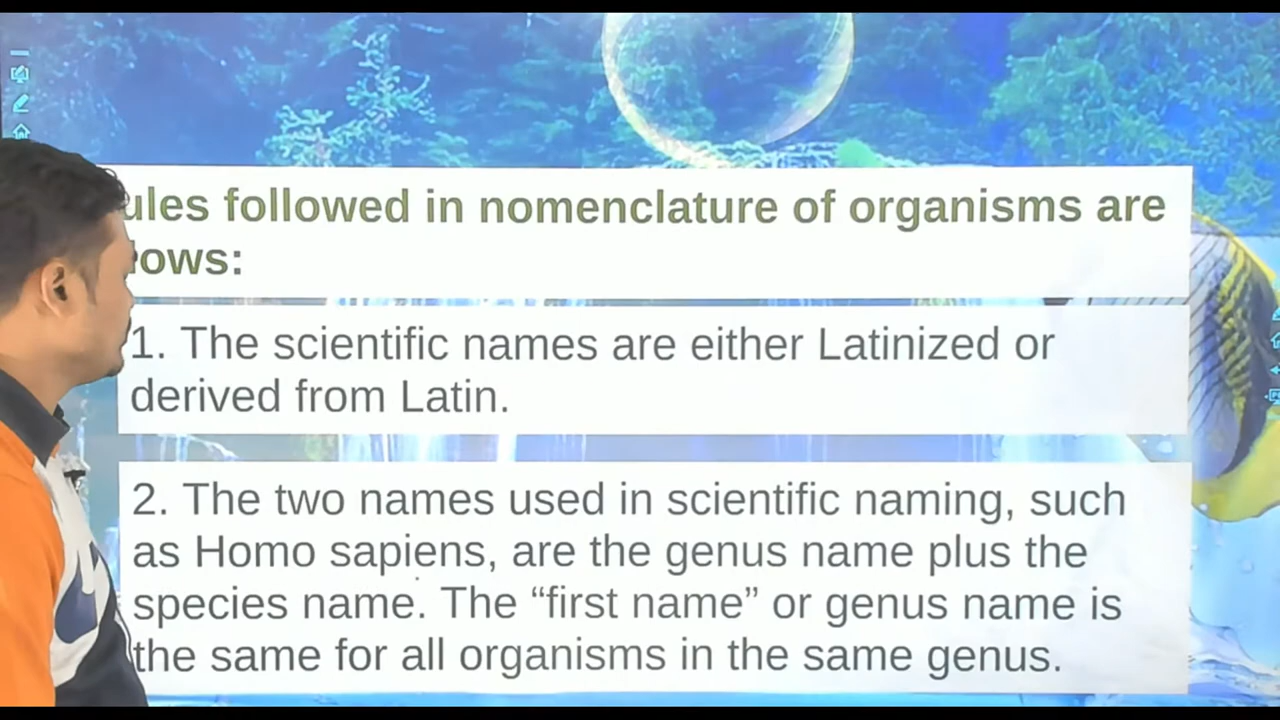 ules followed in nomenclature of organisms are
lows:
1. The scientific names are either Latinized or
derived from Latin.
2. The two names used in scientific naming, such
as Homo sapiens, are the genus name plus the
species name. The “first name” or genus name is
the same for all organisms in the same genus.